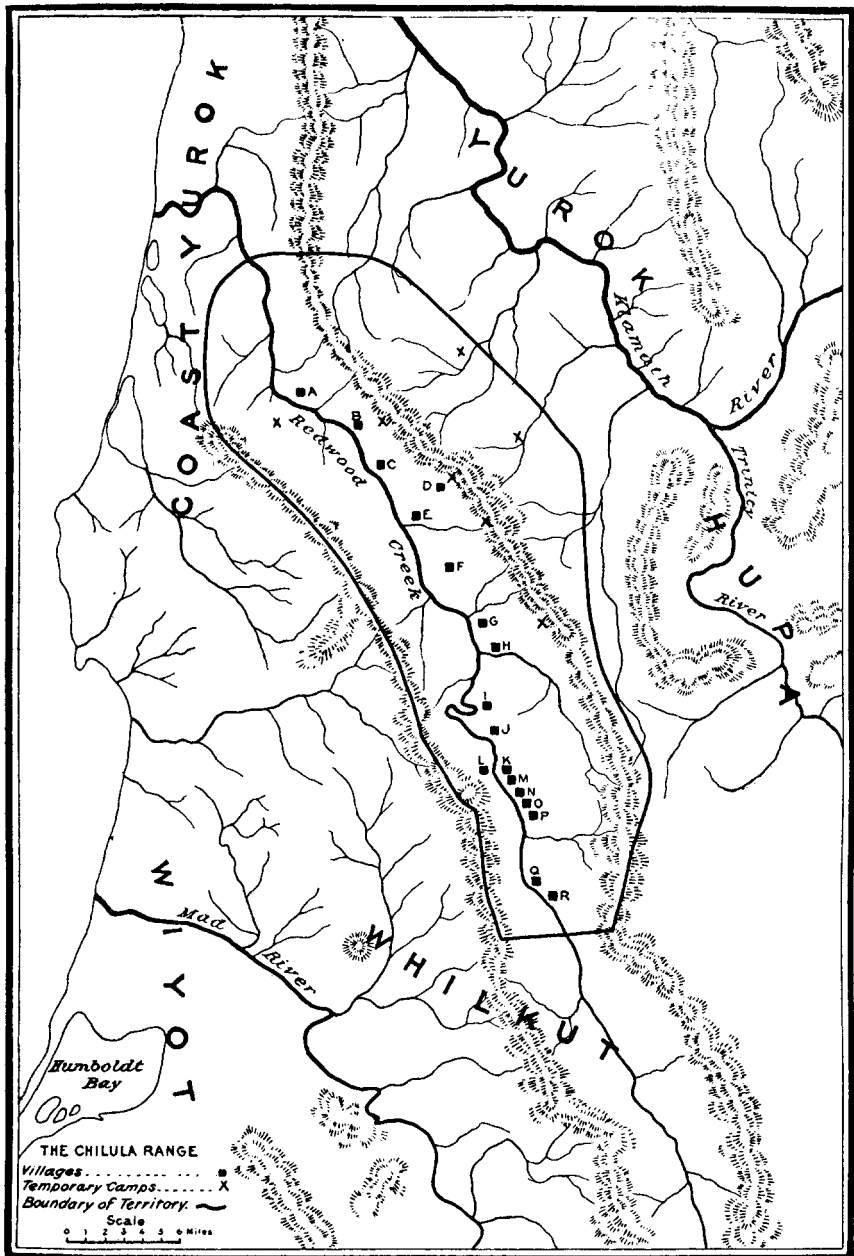 COAST YUROK
YUROK
Klamath
River
Trinity
River
HUPA
A
B
C
D
E
F
G
H
I
J
K
L
M
N
O
P
Q
R
Redwood
Creek
WIYOT
Mad
River
WHILKUT
Humboldt
Bay
THE CHILULA RANGE
Villages
Temporary Camps X
Boundary of Territory
Scale
0 1 2 3 4 5 6 Miles